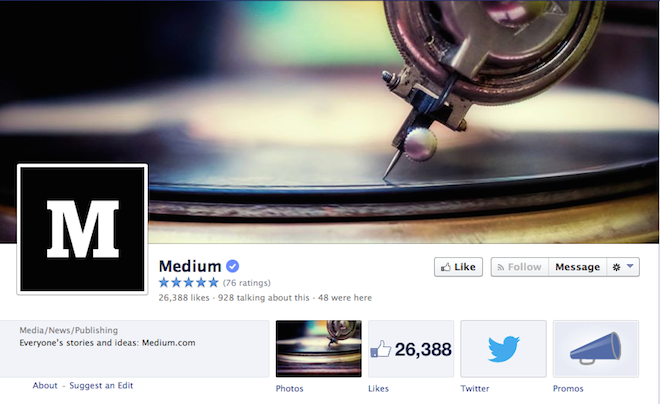 M
Medium
(76 ratings)
Like
Follow
Message
26,388 likes · 928 talking about this · 48 were here
Media/News/Publishing
Everyone's stories and ideas: Medium.com
26,388
About - Suggest an Edit
Photos
Likes
Twitter
Promos